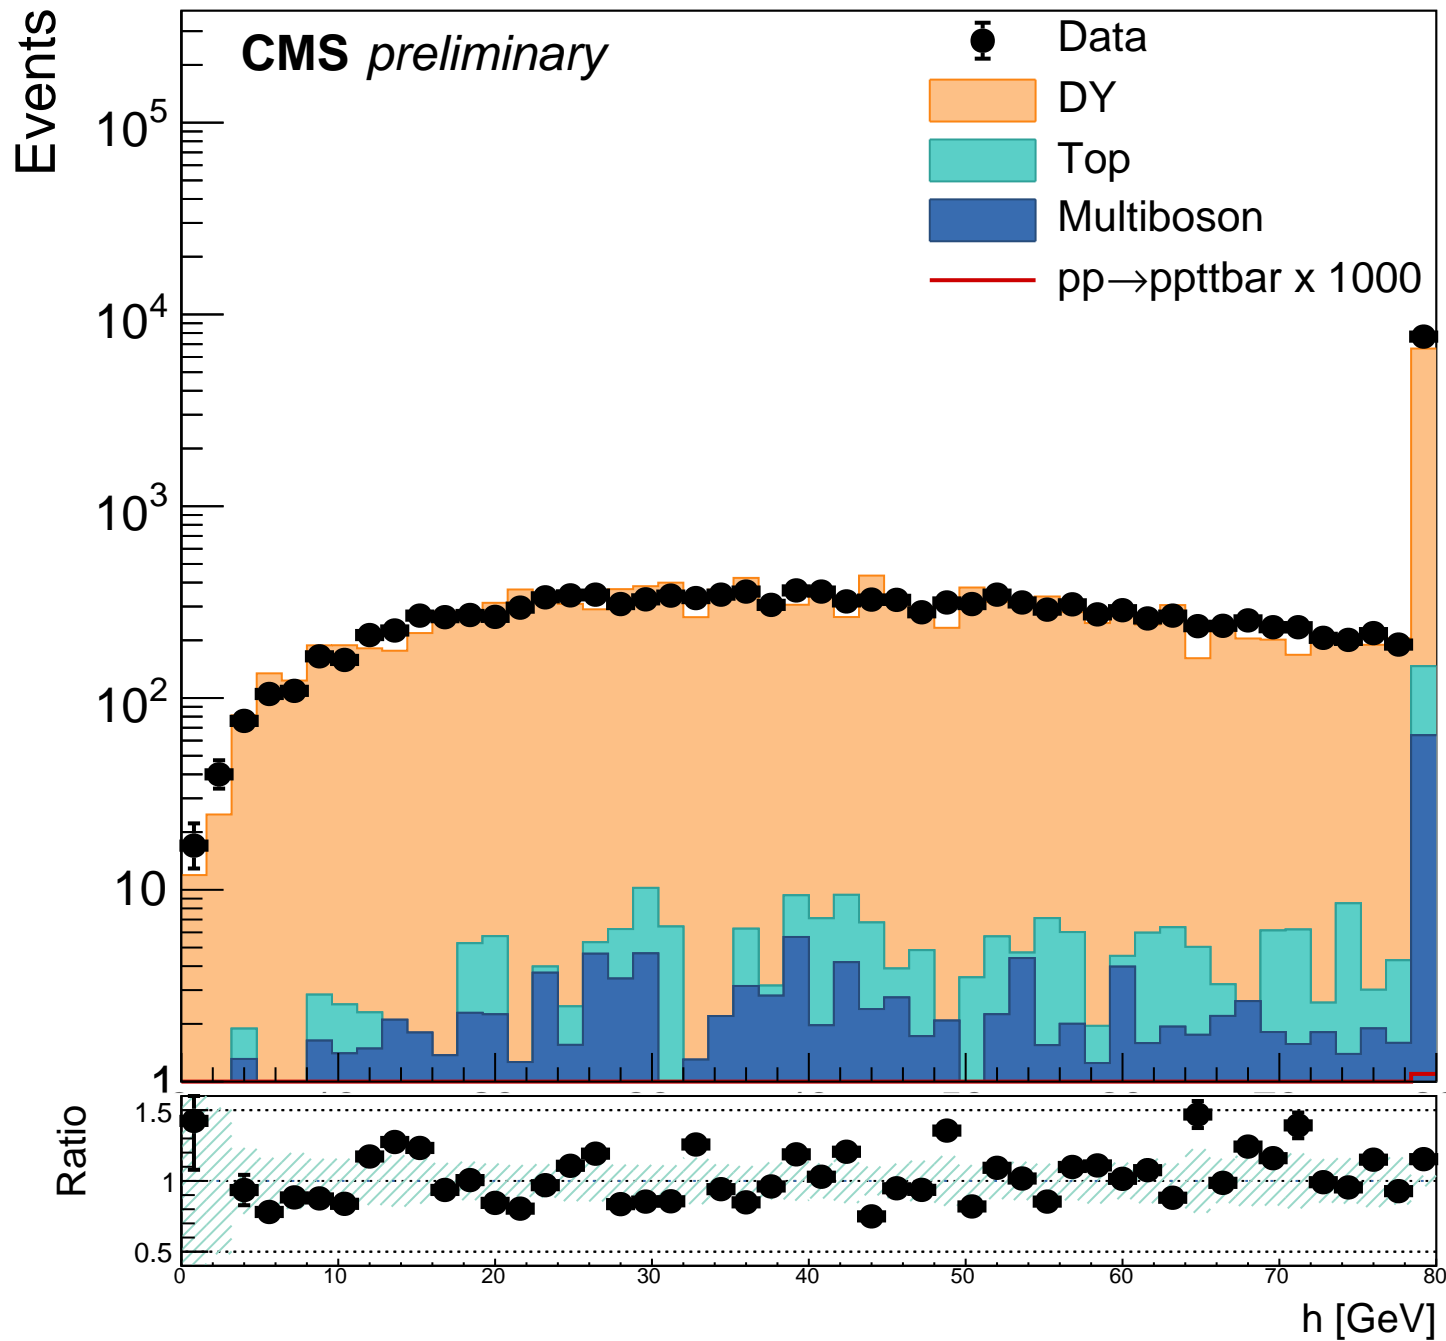 Events
CMS preliminary
Data
DY
Top
Multiboson
pp→ppttbar x 1000
10^5
10^4
10^3
10^2
10
1
Ratio
1.5
1
0.5
0 10 20 30 40 50 60 70 80
h [GeV]